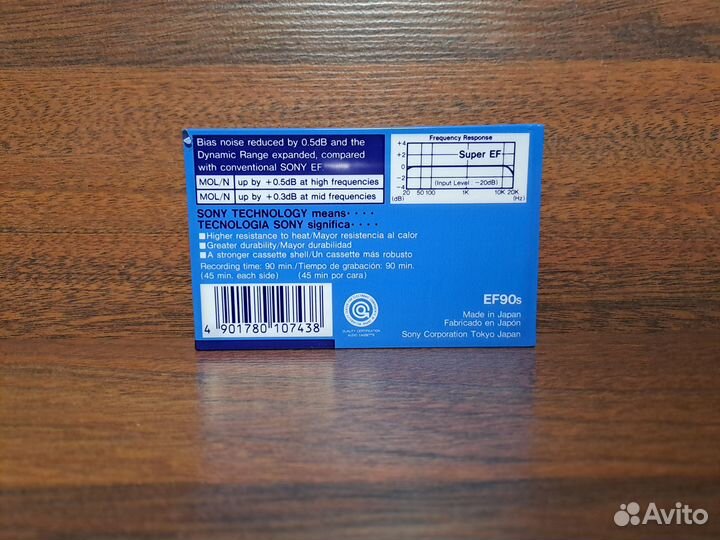 Bias noise reduced by 0.5dB and the
Dynamic Range expanded, compared
with conventional SONY EF.
MOL/N up by +0.5dB at high frequencies
MOL/N up by +0.3dB at mid frequencies
SONY TECHNOLOGY means・・・・
TECNOLOGIA SONY significa・・・・
■Higher resistance to heat/Mayor resistencia al calor
■Greater durability/Mayor durabilidad
■A stronger cassette shell/Un cassette más robusto
Recording time: 90 min./Tiempo de grabación: 90 min.
(45 min. each side) (45 min por cara)
4 901780 107438
QUALITY CERTIFICATION
AUDIO CASSETTE
Frequency Response
+4
+2
0
-2
-4
(dB)
Super EF
(Input Level : -20dB)
20 50 100 1K 10K 20K
(Hz)
EF90s
Made in Japan
Fabricado en Japón
Sony Corporation Tokyo Japan
Avito